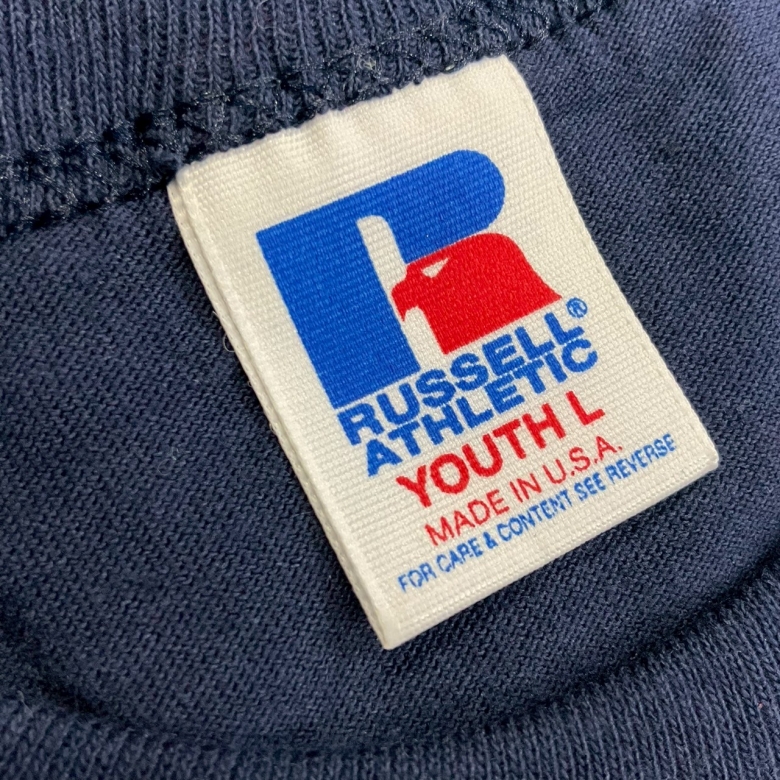 RUSSELL®
ATHLETIC
YOUTH L
MADE IN U.S.A.
FOR CARE & CONTENT SEE REVERSE